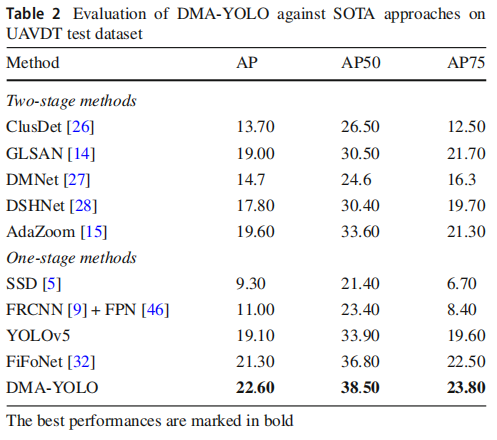 Table 2 Evaluation of DMA-YOLO against SOTA approaches on
UAVDT test dataset
Method AP AP50 AP75
Two-stage methods
ClusDet [26] 13.70 26.50 12.50
GLSAN [14] 19.00 30.50 21.70
DMNet [27] 14.7 24.6 16.3
DSHNet [28] 17.80 30.40 19.70
AdaZoom [15] 19.60 33.60 21.30
One-stage methods
SSD [5] 9.30 21.40 6.70
FRCNN [9] + FPN [46] 11.00 23.40 8.40
YOLOv5 19.10 33.90 19.60
FiFoNet [32] 21.30 36.80 22.50
DMA-YOLO 22.60 38.50 23.80
The best performances are marked in bold